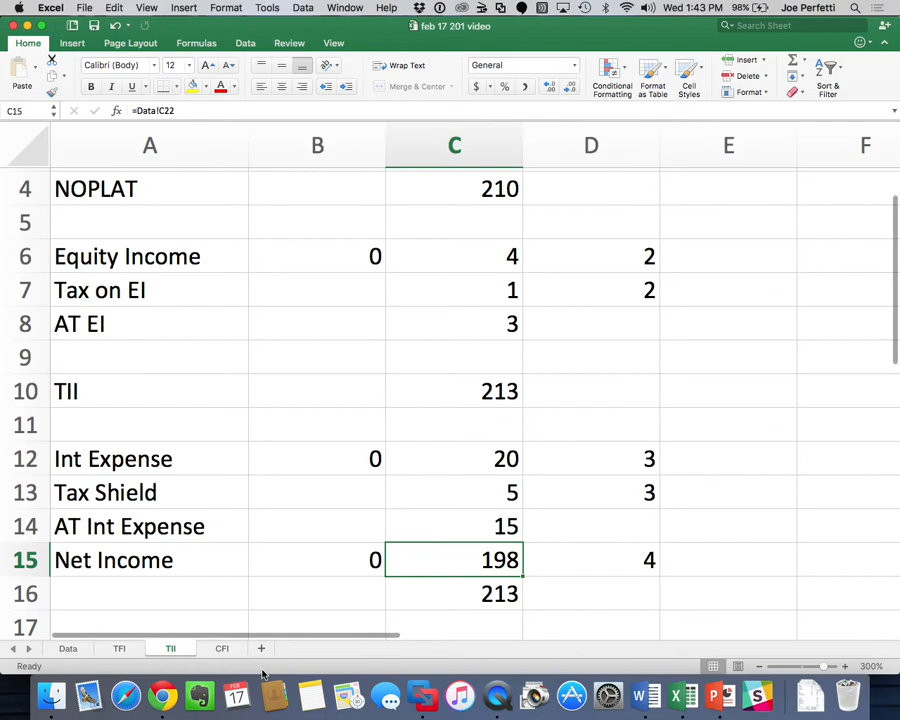 Excel File Edit View Insert Format Tools Data Window Help Wed 1:43 PM 98% Joe Perfetti
feb 17 201 video
Search Sheet
Home Insert Page Layout Formulas Data Review View
Calibri (Body) 12 A A Wrap Text General Insert
Delete
Format
Paste B I U A Merge & Center $ % Conditional Formatting Format as Table Cell Styles Sort & Filter
C15 fx =Data!C22
A B C D E F
4 NOPLAT 210
5
6 Equity Income 0 4 2
7 Tax on EI 1 2
8 AT EI 3
9
10 TII 213
11
12 Int Expense 0 20 3
13 Tax Shield 5 3
14 AT Int Expense 15
15 Net Income 0 198 4
16 213
17
Data TFI TII CFI +
Ready 300%
FEB
17